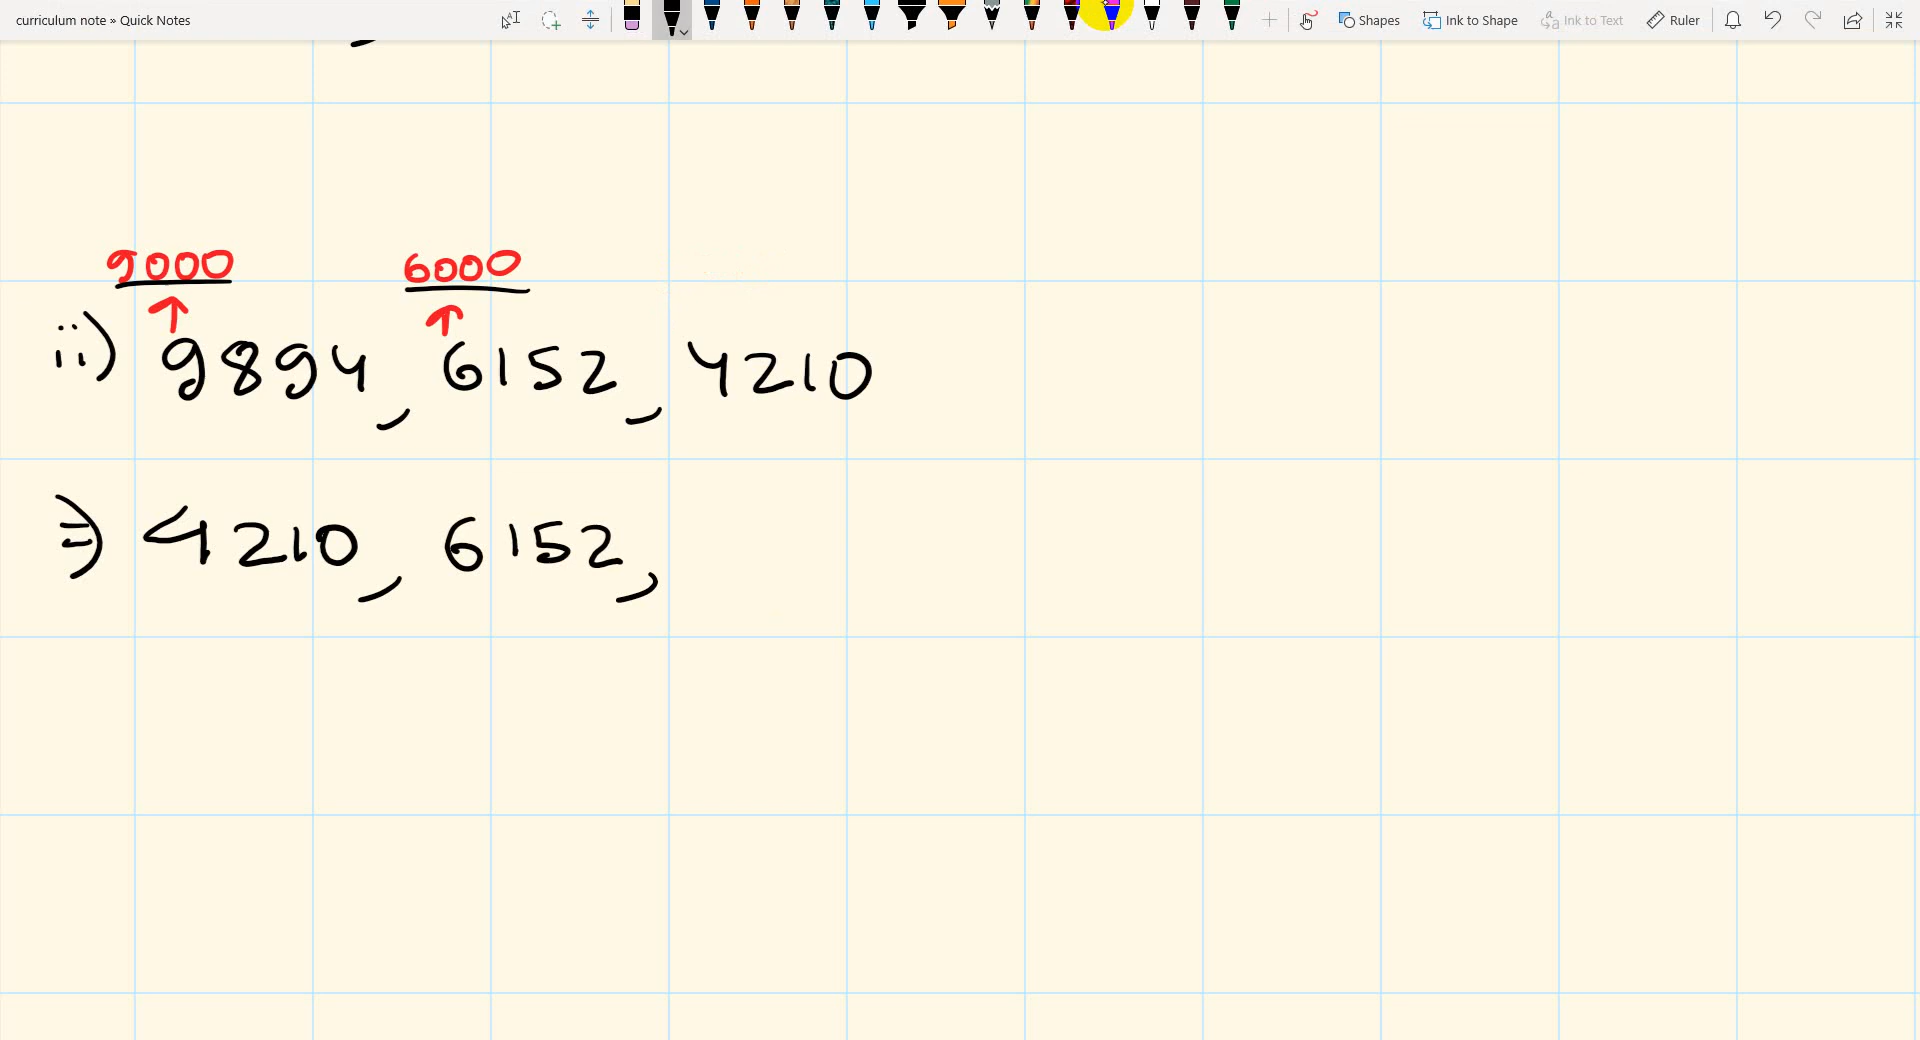 curriculum note » Quick Notes Shapes Ink to Shape Ink to Text Ruler
9000 6000
ii) 9894, 6152, 4210
⇒) 4210, 6152,